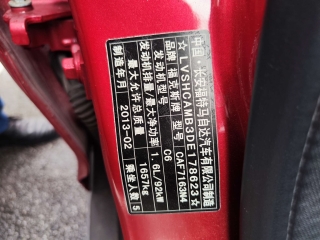 中国·长安福特马自达汽车有限公司制造
☆LVSHCAMB3DE178623☆
品牌 福克斯牌 型号 CAF7163M4
发动机型号 C6
发动机排量/最大净功率 1.6L/92kW
最大允许总质量 1657kg
制造年月 2013-02 乘坐人数 5